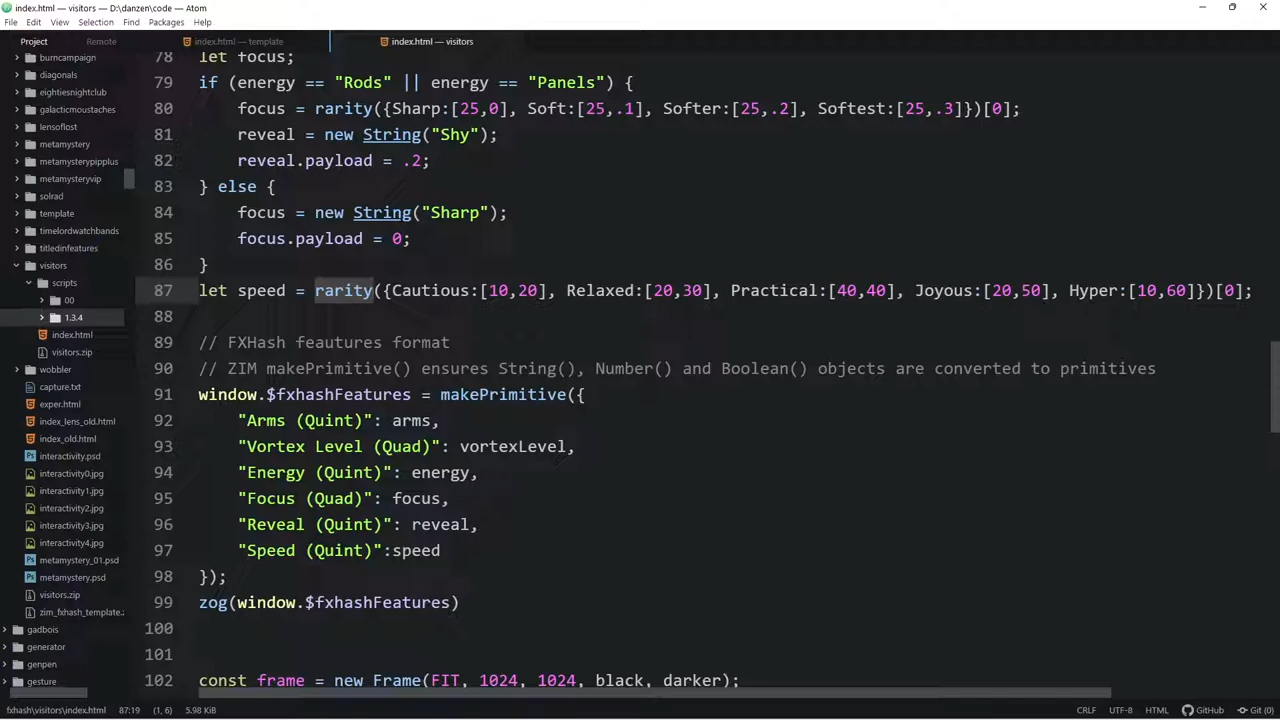 index.html — visitors — D:\danzen\code — Atom
File Edit View Selection Find Packages Help
Project Remote
index.html — template
index.html — visitors
burncampaign
diagonals
eightiesnightclub
galacticmoustaches
lensoflost
metamystery
metamysterypipplus
metamysteryvip
solrad
template
timelordwatchbands
titledinfeatures
visitors
scripts
00
1.3.4
index.html
visitors.zip
wobbler
capture.txt
exper.html
index_lens_old.html
index_old.html
interactivity.psd
interactivity0.jpg
interactivity1.jpg
interactivity2.jpg
interactivity3.jpg
interactivity4.jpg
metamystery_01.psd
metamystery.psd
visitors.zip
zim_fxhash_template..
gadbois
generator
genpen
gesture
78 let focus;
79 if (energy == "Rods" || energy == "Panels") {
80 focus = rarity({Sharp:[25,0], Soft:[25,.1], Softer:[25,.2], Softest:[25,.3]})[0];
81 reveal = new String("Shy");
82 reveal.payload = .2;
83 } else {
84 focus = new String("Sharp");
85 focus.payload = 0;
86 }
87 let speed = rarity({Cautious:[10,20], Relaxed:[20,30], Practical:[40,40], Joyous:[20,50], Hyper:[10,60]})[0];
88
89 // FXHash feautures format
90 // ZIM makePrimitive() ensures String(), Number() and Boolean() objects are converted to primitives
91 window.$fxhashFeatures = makePrimitive({
92 "Arms (Quint)": arms,
93 "Vortex Level (Quad)": vortexLevel,
94 "Energy (Quint)": energy,
95 "Focus (Quad)": focus,
96 "Reveal (Quint)": reveal,
97 "Speed (Quint)":speed
98 });
99 zog(window.$fxhashFeatures)
100
101
102 const frame = new Frame(FIT, 1024, 1024, black, darker);
fxhash\visitors\index.html 87:19 (1, 6) 5.98 KiB CRLF UTF-8 HTML GitHub Git (0)